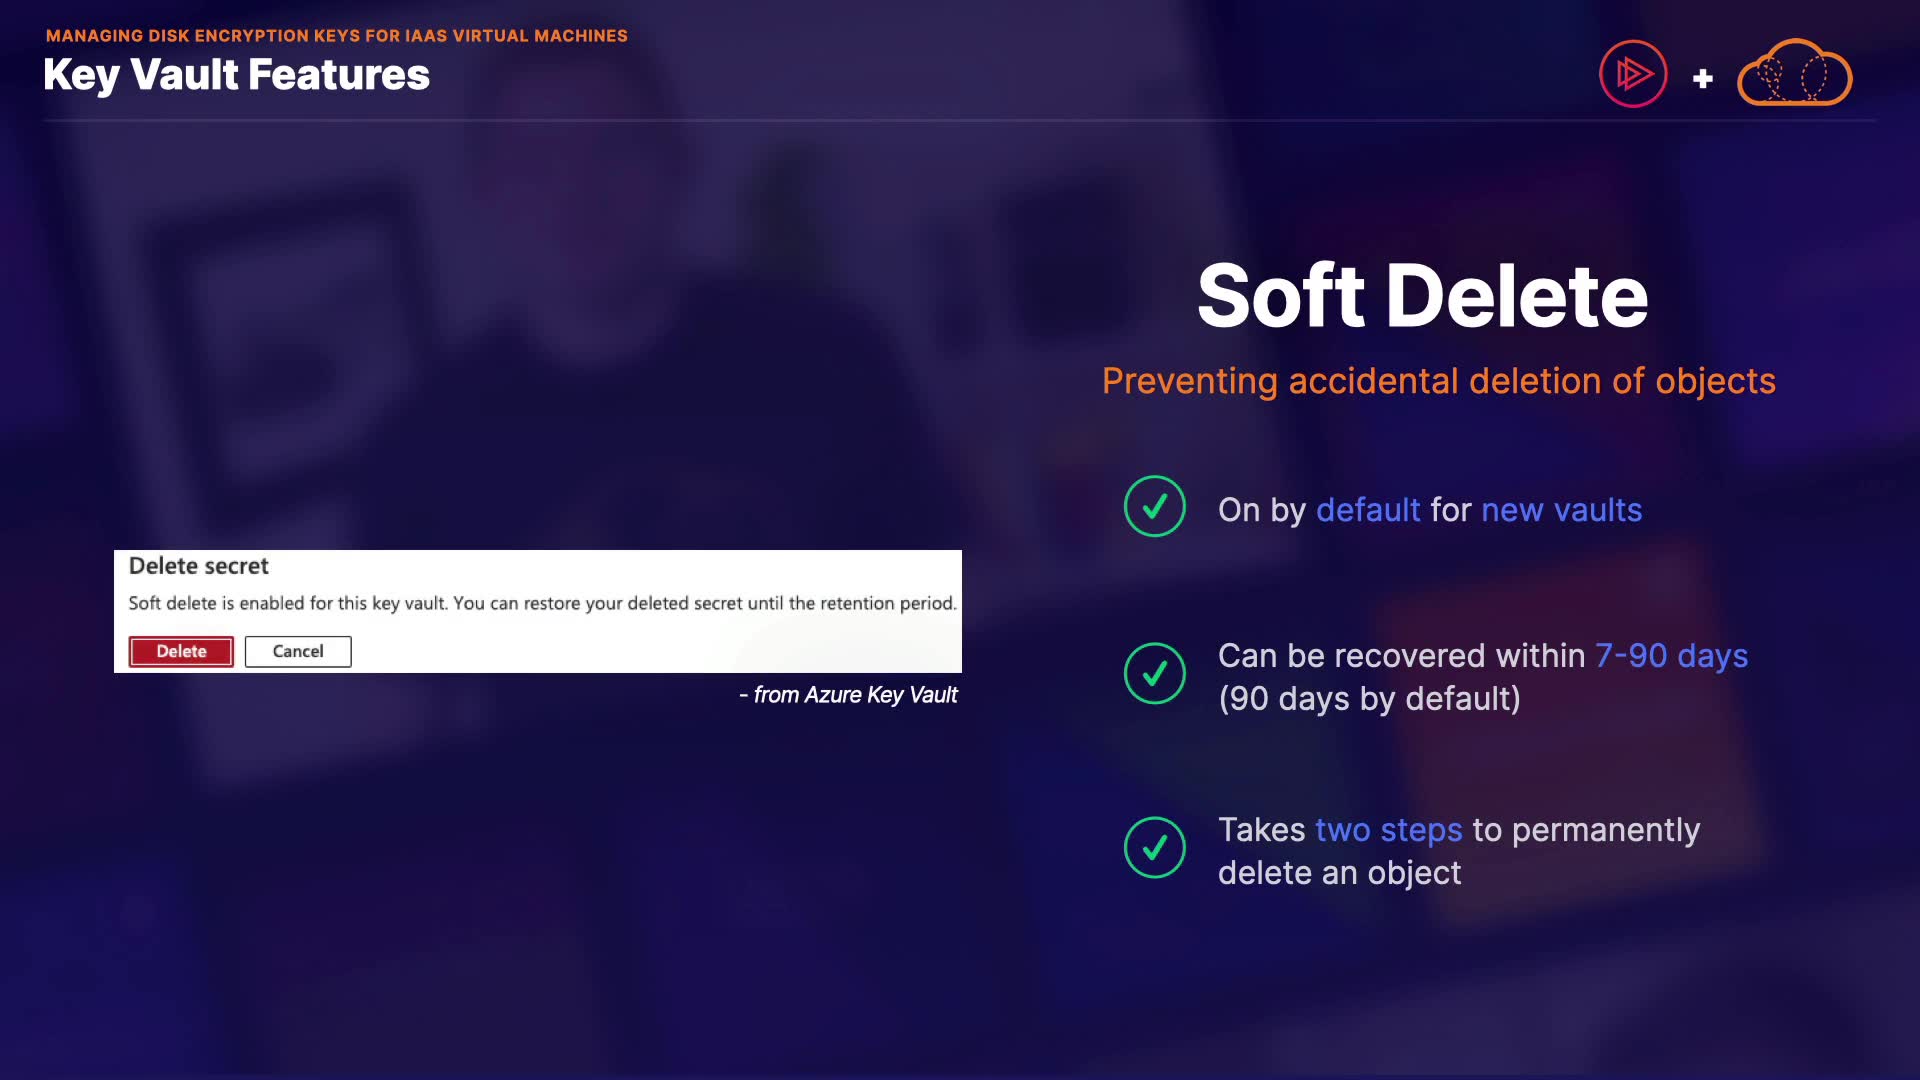 MANAGING DISK ENCRYPTION KEYS FOR IAAS VIRTUAL MACHINES
Key Vault Features
+
Soft Delete
Preventing accidental deletion of objects
On by default for new vaults
Delete secret
Soft delete is enabled for this key vault. You can restore your deleted secret until the retention period.
Delete
Cancel
- from Azure Key Vault
Can be recovered within 7-90 days
(90 days by default)
Takes two steps to permanently
delete an object